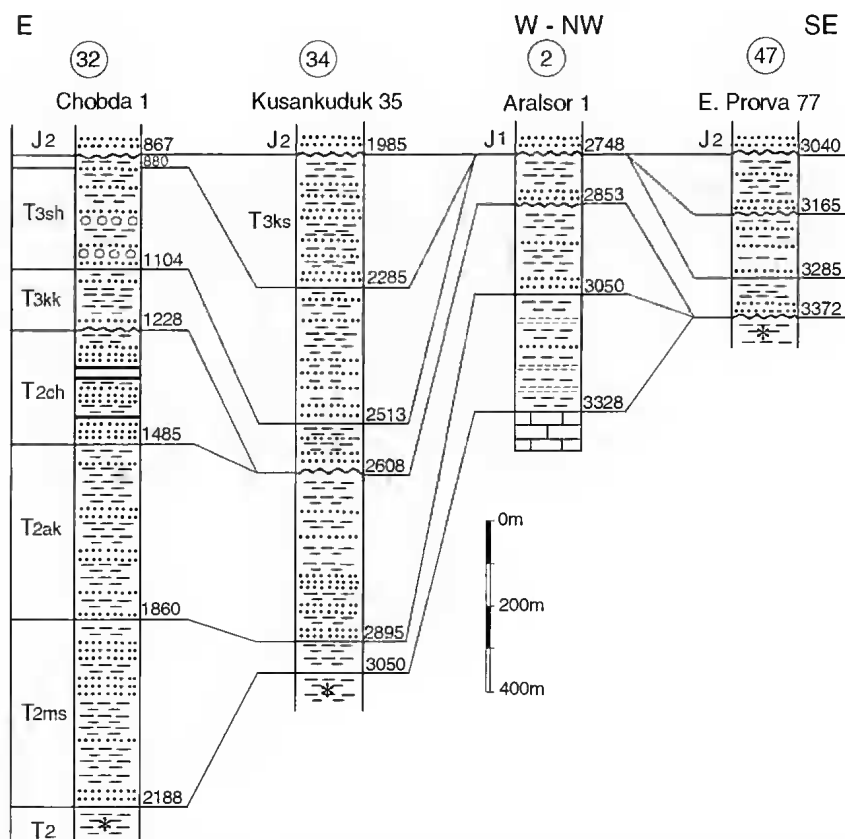 E W - NW SE
32 34 2 47
Chobda 1 Kusankuduk 35 Aralsor 1 E. Prorva 77
J2 867 J2 1985 J1 2748 J2 3040
880
T3sh T3ks 2853 3165
1104 2285 3050 3285
T3kk 3372
1228
T2ch 2513 3328
1485 2608
0m
T2ak
200m
1860 2895
3050
400m
T2ms
2188
T2